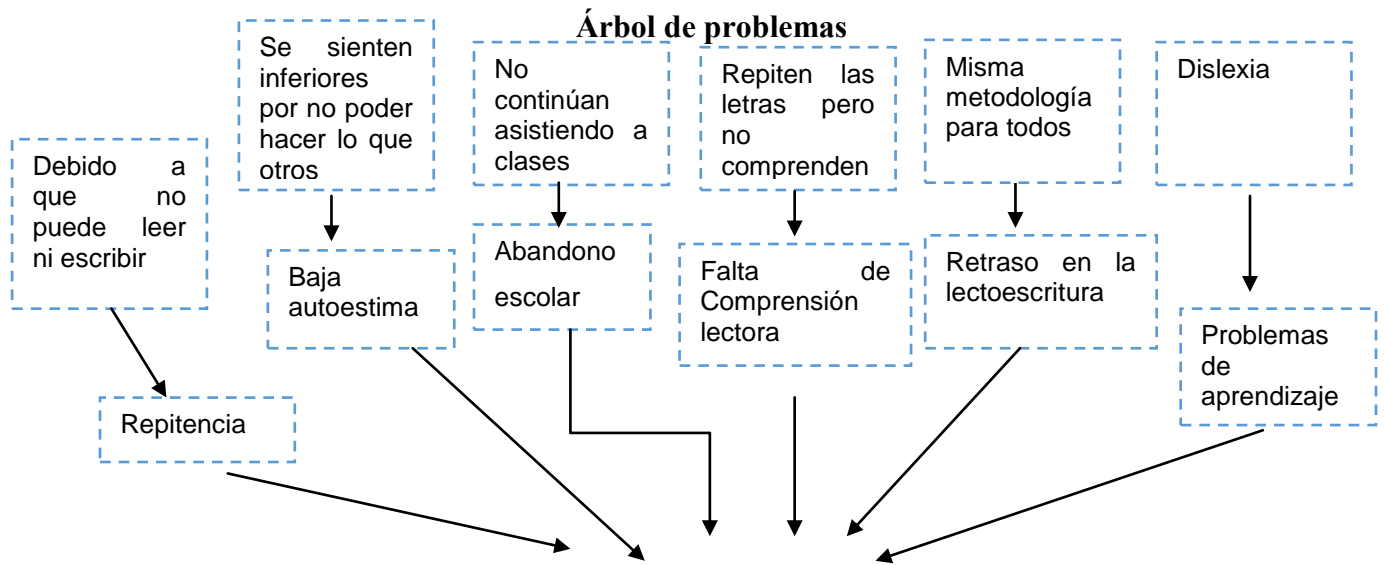 Árbol de problemas
Debido a
que no
puede leer
ni escribir
Se sienten
inferiores
por no poder
hacer lo que
otros
No
continúan
asistiendo a
clases
Repiten las
letras pero
no
comprenden
Misma
metodología
para todos
Dislexia
Repitencia
Baja
autoestima
Abandono
escolar
Falta de
Comprensión
lectora
Retraso en la
lectoescritura
Problemas
de
aprendizaje